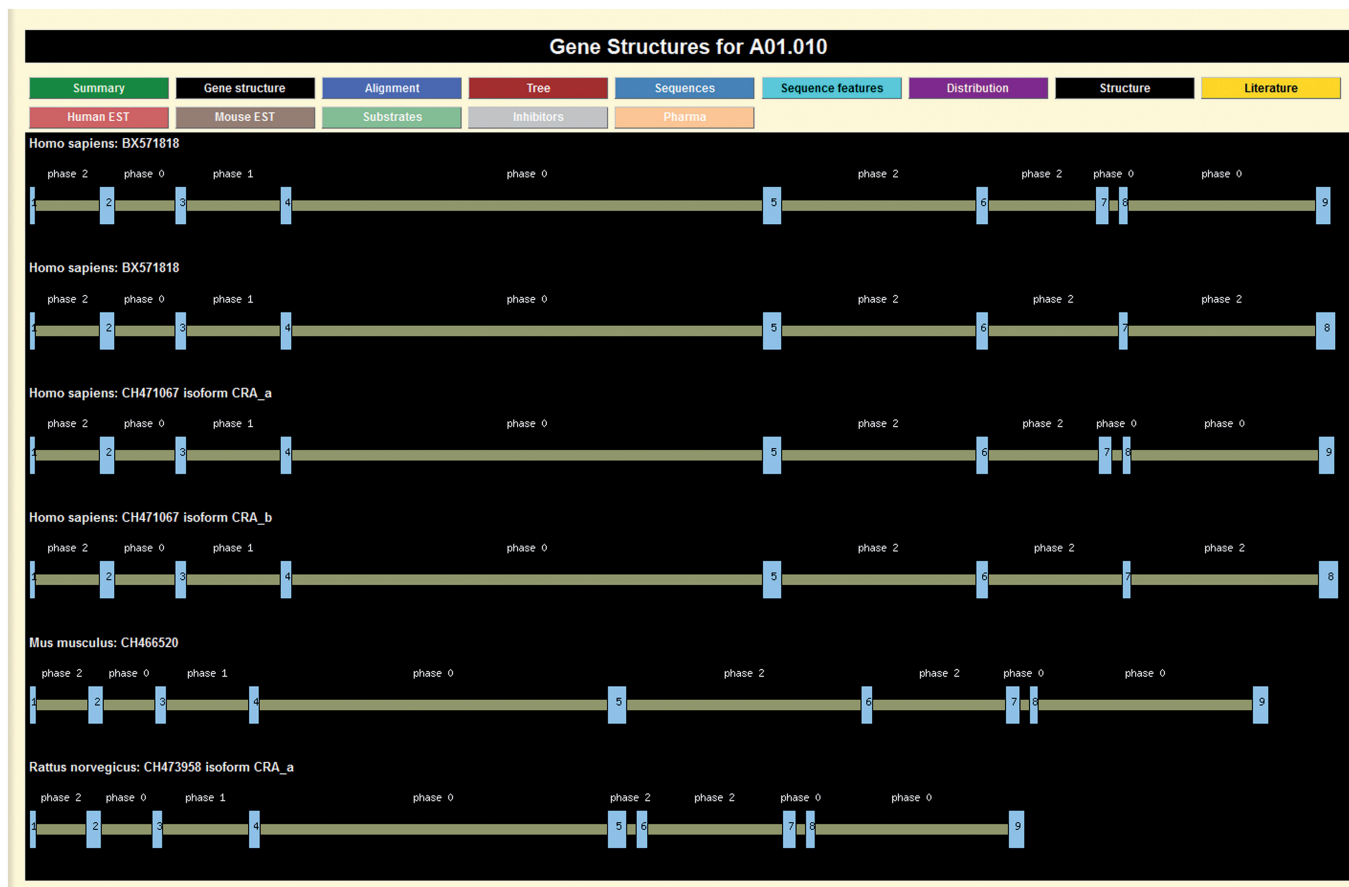 Gene Structures for A01.010
Summary Gene structure Alignment Tree Sequences Sequence features Distribution Structure Literature
Human EST Mouse EST Substrates Inhibitors Pharma
Homo sapiens: BX571818
phase 2 phase 0 phase 1 phase 0 phase 2 phase 2 phase 0 phase 0
1 2 3 4 5 6 7 8 9
Homo sapiens: BX571818
phase 2 phase 0 phase 1 phase 0 phase 2 phase 2 phase 2
1 2 3 4 5 6 7 8
Homo sapiens: CH471067 isoform CRA_a
phase 2 phase 0 phase 1 phase 0 phase 2 phase 2 phase 0 phase 0
1 2 3 4 5 6 7 8 9
Homo sapiens: CH471067 isoform CRA_b
phase 2 phase 0 phase 1 phase 0 phase 2 phase 2 phase 2
1 2 3 4 5 6 7 8
Mus musculus: CH466520
phase 2 phase 0 phase 1 phase 0 phase 2 phase 2 phase 0 phase 0
1 2 3 4 5 6 7 8 9
Rattus norvegicus: CH473958 isoform CRA_a
phase 2 phase 0 phase 1 phase 0 phase 2 phase 2 phase 0 phase 0
1 2 3 4 5 6 7 8 9